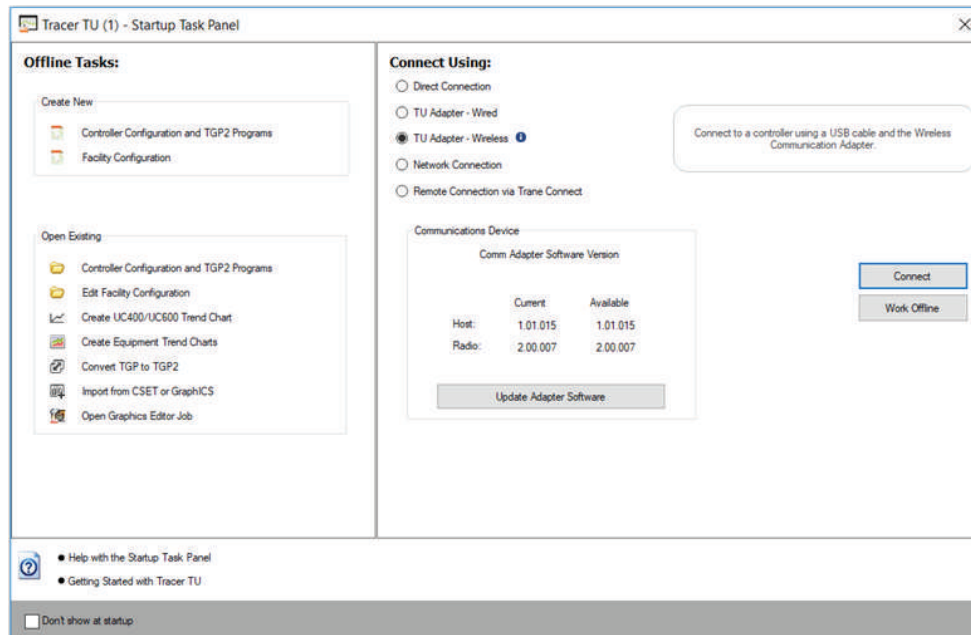 Tracer TU (1) - Startup Task Panel
Offline Tasks:
Create New
Controller Configuration and TGP2 Programs
Facility Configuration
Open Existing
Controller Configuration and TGP2 Programs
Edit Facility Configuration
Create UC400/UC600 Trend Chart
Create Equipment Trend Charts
Convert TGP to TGP2
Import from CSET or GraphICS
Open Graphics Editor Job
Connect Using:
Direct Connection
TU Adapter - Wired
TU Adapter - Wireless
Network Connection
Remote Connection via Trane Connect
Connect to a controller using a USB cable and the Wireless
Communication Adapter.
Communications Device
Comm Adapter Software Version
Current Available
Host: 1.01.015 1.01.015
Radio: 2.00.007 2.00.007
Update Adapter Software
Connect
Work Offline
Help with the Startup Task Panel
Getting Started with Tracer TU
Don't show at startup